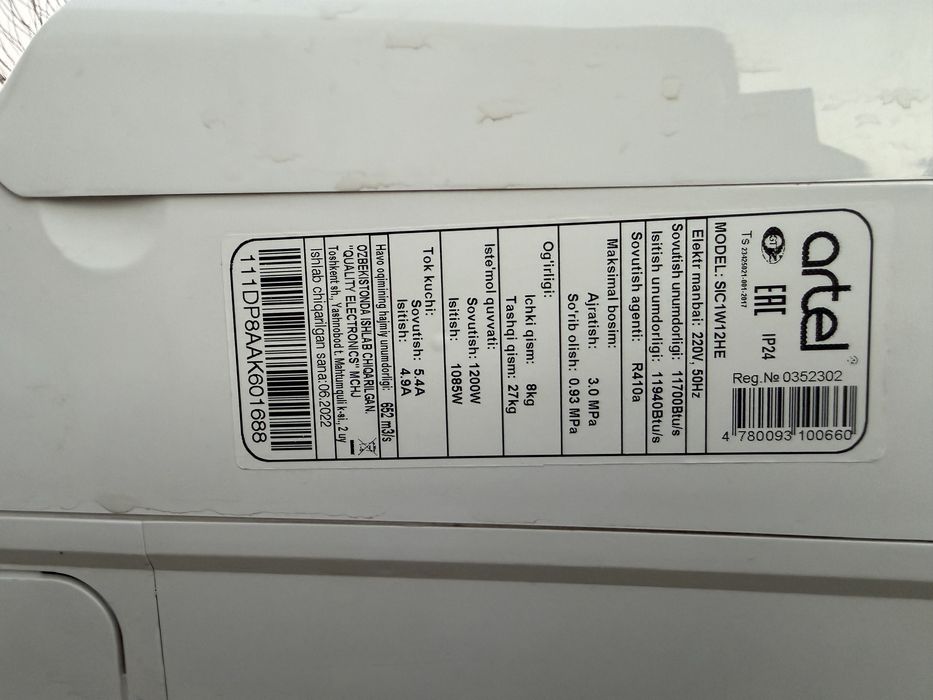 artel
Ts 23425021-001:2017
EAC
IP24
Reg.№ 0352302
4 780093 100660
MODEL: SIC1W12HE
Elektr manbai: 220V, 50Hz
Sovutish unumdorligi: 11700Btu/s
Isitish unumdorligi: 11940Btu/s
Sovutish agenti: R410a
Maksimal bosim:
Ajratish: 3.0 MPa
So'rib olish: 0.93 MPa
Og'irligi:
Ichki qism: 8kg
Tashqi qism: 27kg
Iste'mol quvvati:
Sovutish: 1200W
Isitish: 1085W
Tok kuchi:
Sovutish: 5.4A
Isitish: 4.9A
Havo oqimining hajmiy unumdorligi: 652 m3/s
O'ZBEKISTONDA ISHLAB CHIQARILGAN.
"QUALITY ELECTRONICS" MCHJ
Toshkent sh., Yashnobod t. Mahtumquli k-si., 2 uy
Ishlab chiqarilgan sana:06.2022
111DP8AAK601688